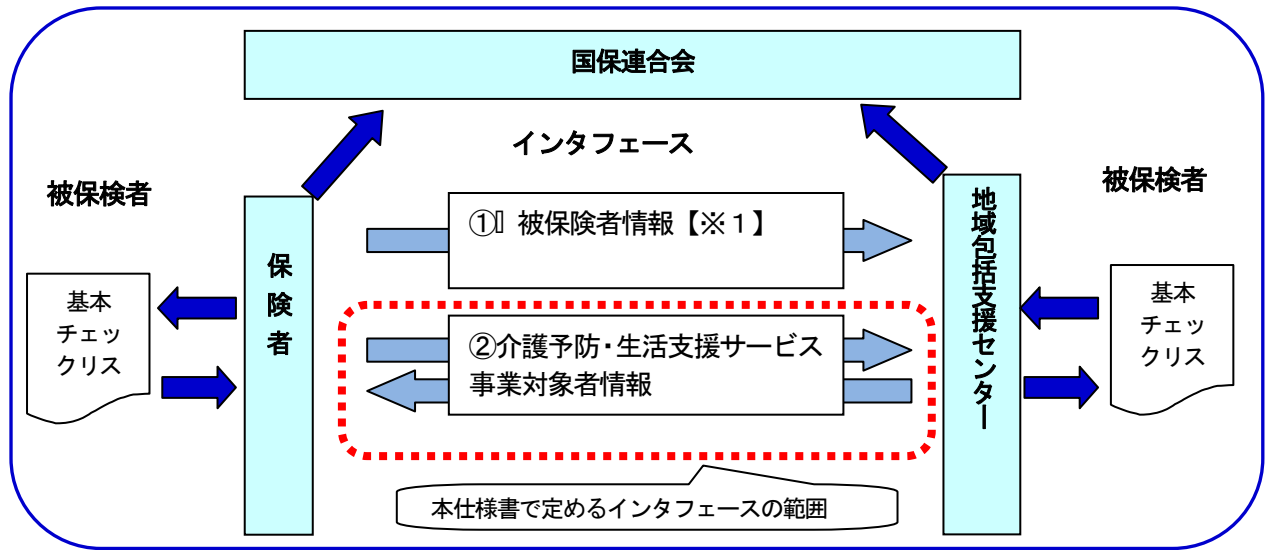 国保連合会
インタフェース
被保検者
被保検者
① 被保険者情報【※１】
保険者
地域包括支援センター
基本
チェッ
クリス
基本
チェッ
クリス
②介護予防・生活支援サービス
事業対象者情報
本仕様書で定めるインタフェースの範囲